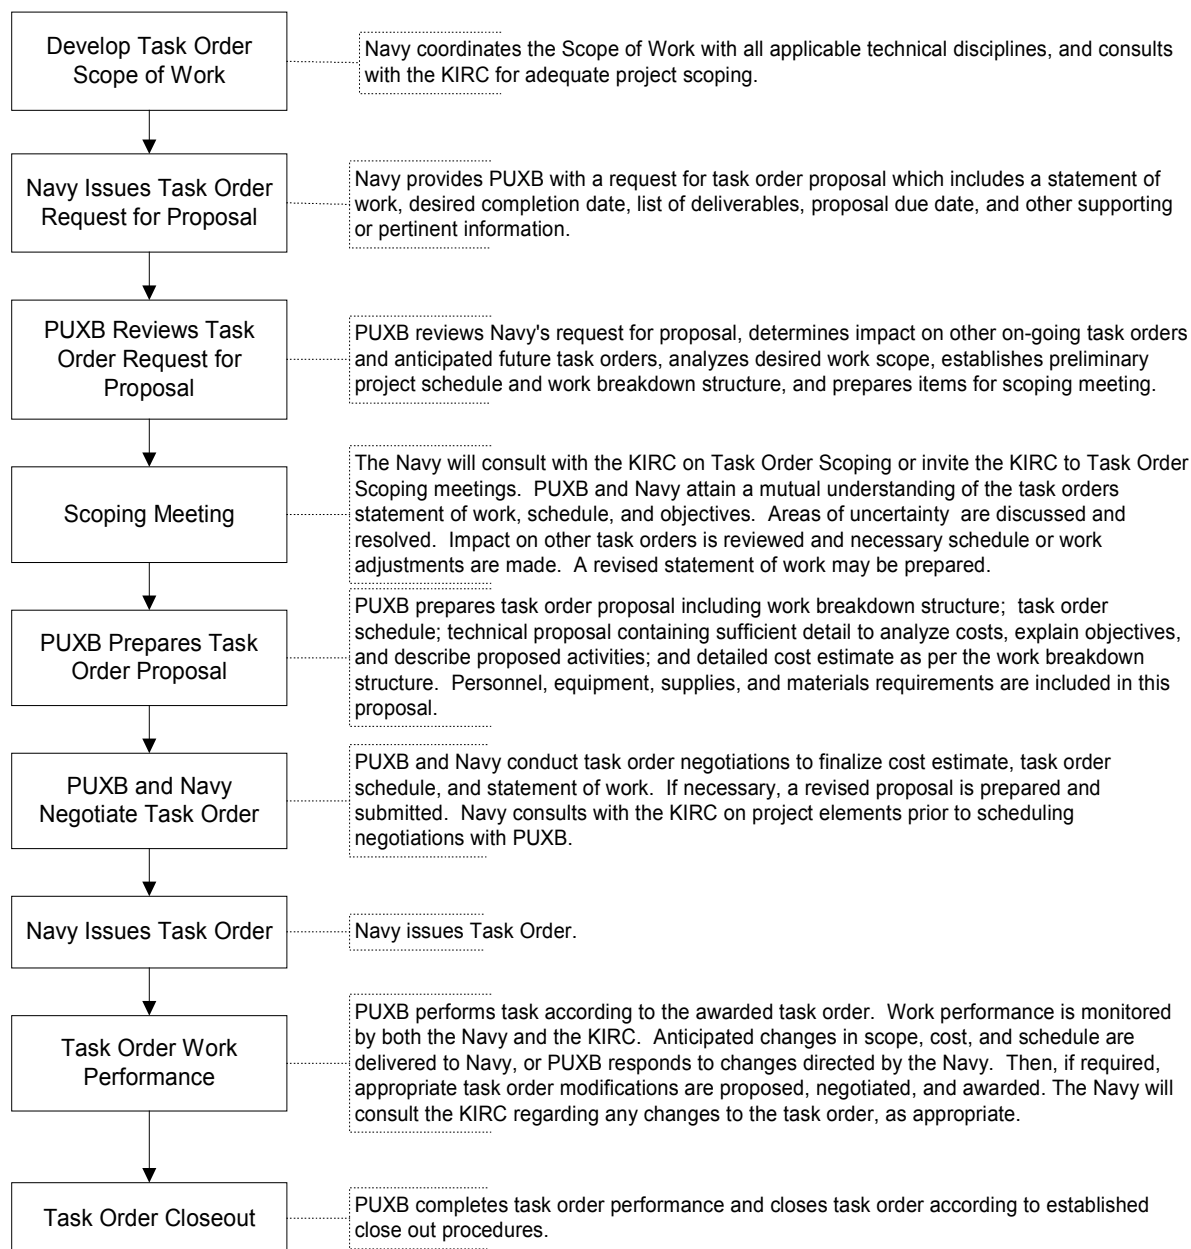 Develop Task Order
Scope of Work
Navy coordinates the Scope of Work with all applicable technical disciplines, and consults
with the KIRC for adequate project scoping.
Navy Issues Task Order
Request for Proposal
Navy provides PUXB with a request for task order proposal which includes a statement of
work, desired completion date, list of deliverables, proposal due date, and other supporting
or pertinent information.
PUXB Reviews Task
Order Request for
Proposal
PUXB reviews Navy's request for proposal, determines impact on other on-going task orders
and anticipated future task orders, analyzes desired work scope, establishes preliminary
project schedule and work breakdown structure, and prepares items for scoping meeting.
Scoping Meeting
The Navy will consult with the KIRC on Task Order Scoping or invite the KIRC to Task Order
Scoping meetings. PUXB and Navy attain a mutual understanding of the task orders
statement of work, schedule, and objectives. Areas of uncertainty are discussed and
resolved. Impact on other task orders is reviewed and necessary schedule or work
adjustments are made. A revised statement of work may be prepared.
PUXB Prepares Task
Order Proposal
PUXB prepares task order proposal including work breakdown structure; task order
schedule; technical proposal containing sufficient detail to analyze costs, explain objectives,
and describe proposed activities; and detailed cost estimate as per the work breakdown
structure. Personnel, equipment, supplies, and materials requirements are included in this
proposal.
PUXB and Navy
Negotiate Task Order
PUXB and Navy conduct task order negotiations to finalize cost estimate, task order
schedule, and statement of work. If necessary, a revised proposal is prepared and
submitted. Navy consults with the KIRC on project elements prior to scheduling
negotiations with PUXB.
Navy Issues Task Order
Navy issues Task Order.
Task Order Work
Performance
PUXB performs task according to the awarded task order. Work performance is monitored
by both the Navy and the KIRC. Anticipated changes in scope, cost, and schedule are
delivered to Navy, or PUXB responds to changes directed by the Navy. Then, if required,
appropriate task order modifications are proposed, negotiated, and awarded. The Navy will
consult the KIRC regarding any changes to the task order, as appropriate.
Task Order Closeout
PUXB completes task order performance and closes task order according to established
close out procedures.